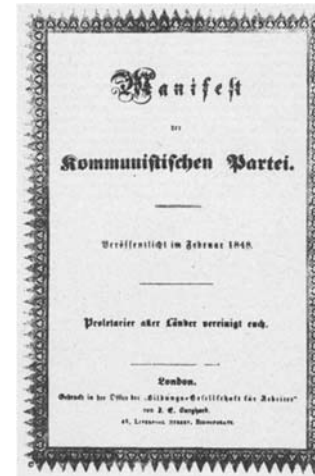 Manifest
der
Kommunistischen Partei.
Veröffentlicht im Februar 1848.
Proletarier aller Länder vereinigt euch.
London.
Gedruckt in der Office der „Bildungs-Gesellschaft für Arbeiter"
von J. E. Burghard.
46, LIVERPOOL STREET, BISHOPSGATE.